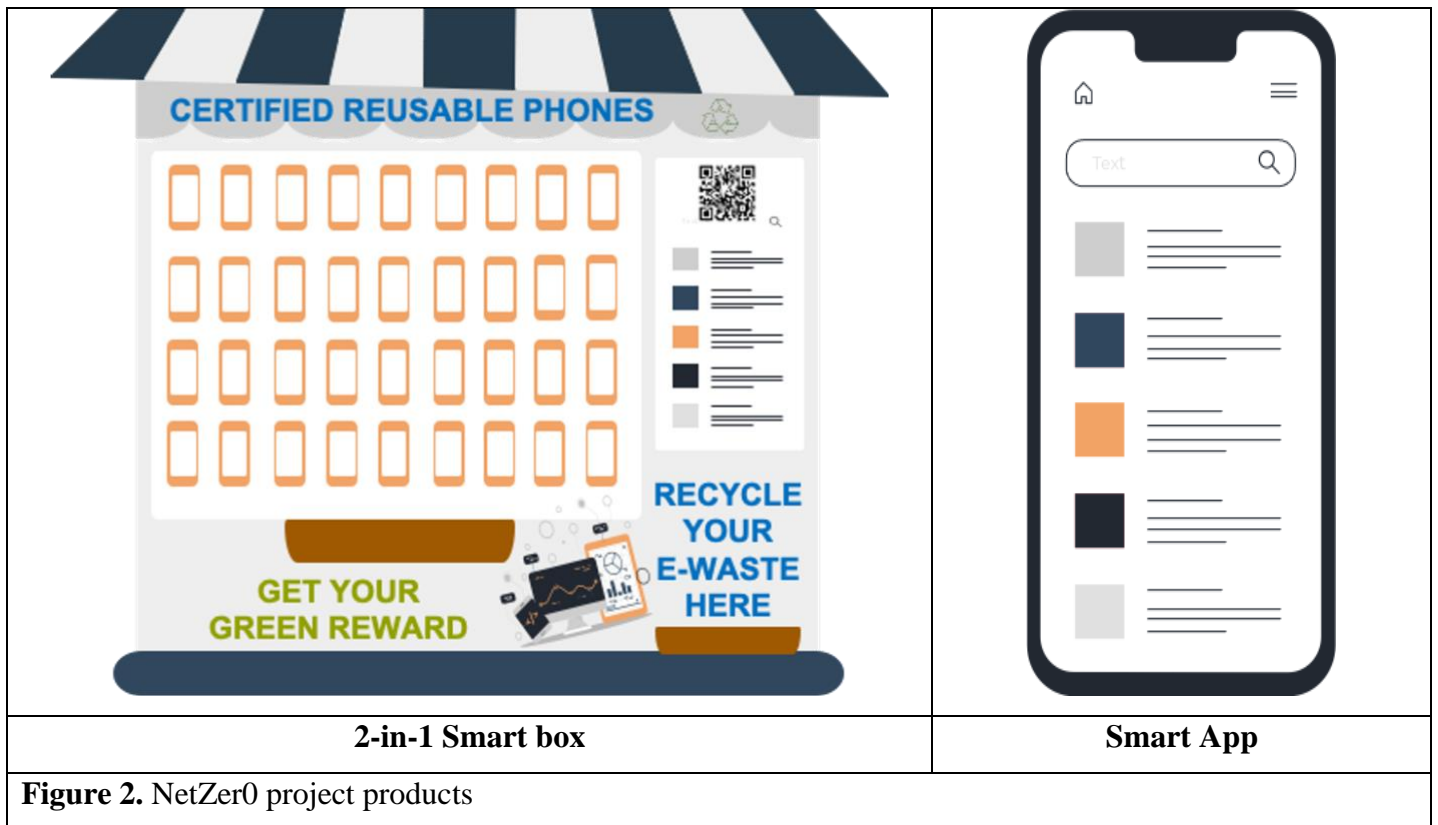 CERTIFIED REUSABLE PHONES
GET YOUR
GREEN REWARD
RECYCLE
YOUR
E-WASTE
HERE
Text
2-in-1 Smart box
Smart App
Figure 2. NetZer0 project products